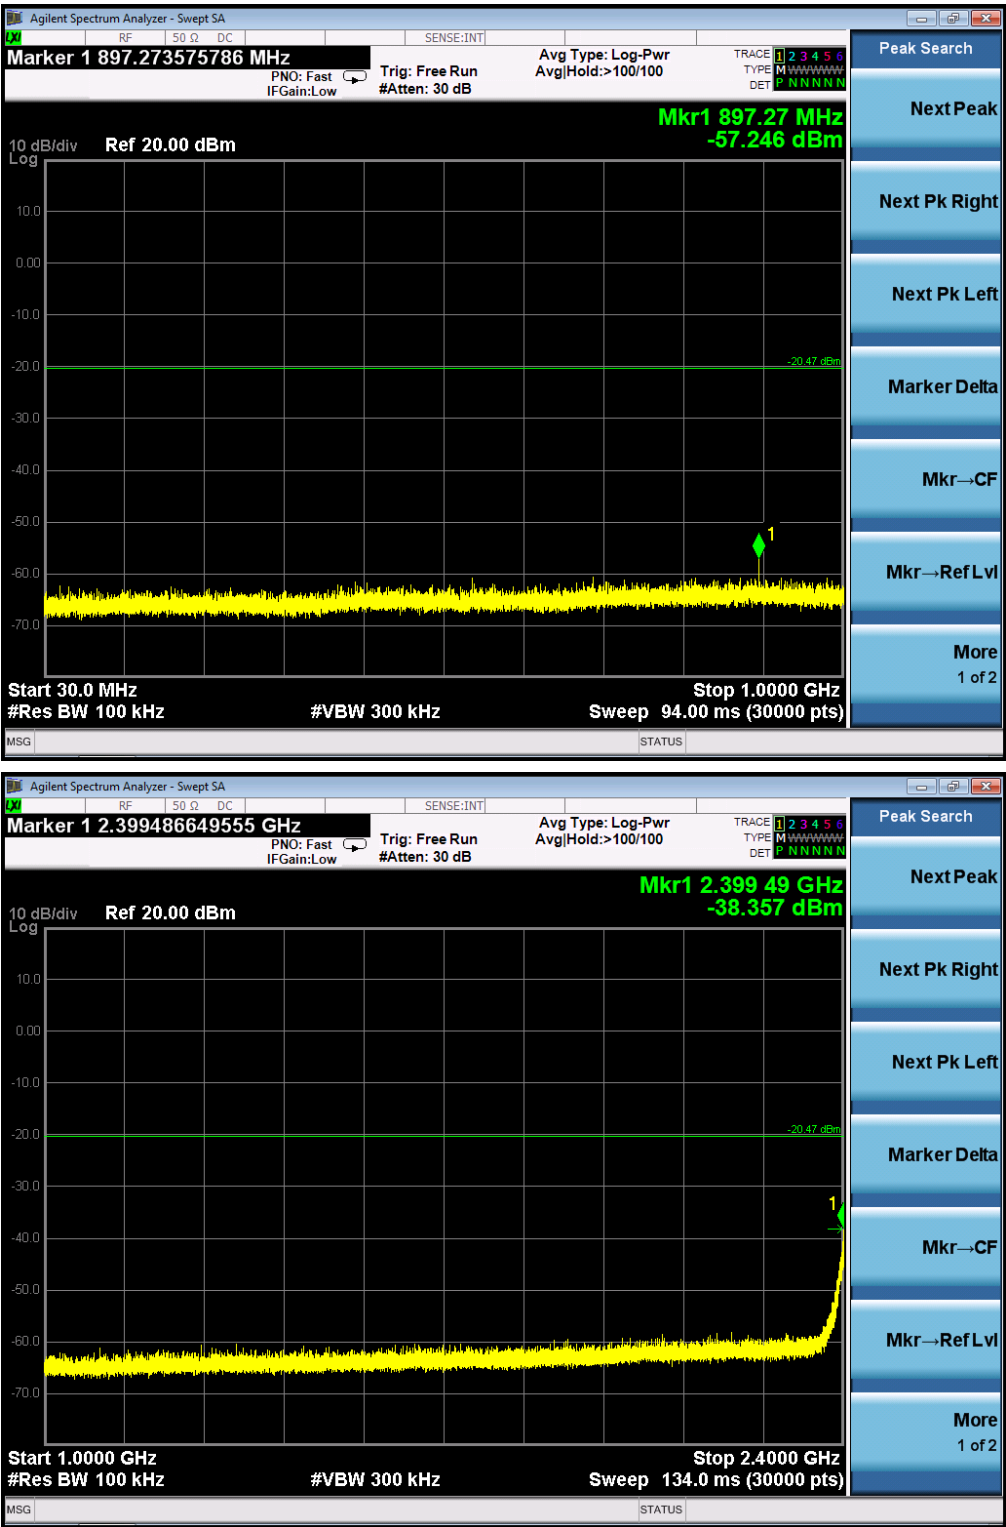 Agilent Spectrum Analyzer - Swept SA
LXI RF 50 Ω DC SENSE:INT
Marker 1 897.273575786 MHz
PNO: Fast
IFGain:Low
Trig: Free Run
#Atten: 30 dB
Avg Type: Log-Pwr
Avg|Hold:>100/100
TRACE 1 2 3 4 5 6
TYPE M WWWWW
DET P N N N N N
Mkr1 897.27 MHz
-57.246 dBm
10 dB/div Ref 20.00 dBm
Log
10.0
0.00
-10.0
-20.0
-20.47 dBm
-30.0
-40.0
-50.0
1
-60.0
-70.0
Start 30.0 MHz Stop 1.0000 GHz
#Res BW 100 kHz #VBW 300 kHz Sweep 94.00 ms (30000 pts)
MSG STATUS
Peak Search
Next Peak
Next Pk Right
Next Pk Left
Marker Delta
Mkr→CF
Mkr→Ref Lvl
More
1 of 2
Agilent Spectrum Analyzer - Swept SA
LXI RF 50 Ω DC SENSE:INT
Marker 1 2.399486649555 GHz
PNO: Fast
IFGain:Low
Trig: Free Run
#Atten: 30 dB
Avg Type: Log-Pwr
Avg|Hold:>100/100
TRACE 1 2 3 4 5 6
TYPE M WWWWW
DET P N N N N N
Mkr1 2.399 49 GHz
-38.357 dBm
10 dB/div Ref 20.00 dBm
Log
10.0
0.00
-10.0
-20.0
-20.47 dBm
-30.0
1
-40.0
-50.0
-60.0
-70.0
Start 1.0000 GHz Stop 2.4000 GHz
#Res BW 100 kHz #VBW 300 kHz Sweep 134.0 ms (30000 pts)
MSG STATUS
Peak Search
Next Peak
Next Pk Right
Next Pk Left
Marker Delta
Mkr→CF
Mkr→Ref Lvl
More
1 of 2